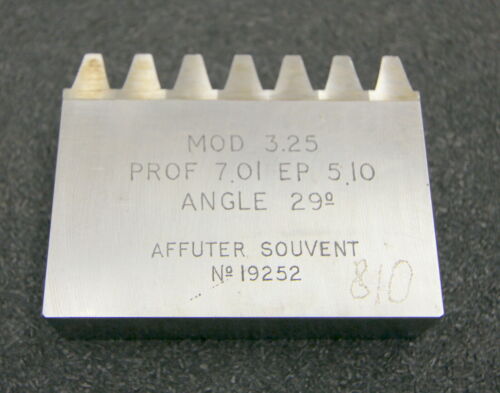 MOD 3.25
PROF 7.01 EP 5.10
ANGLE 29º
AFFUTER SOUVENT
Nº 19252
810